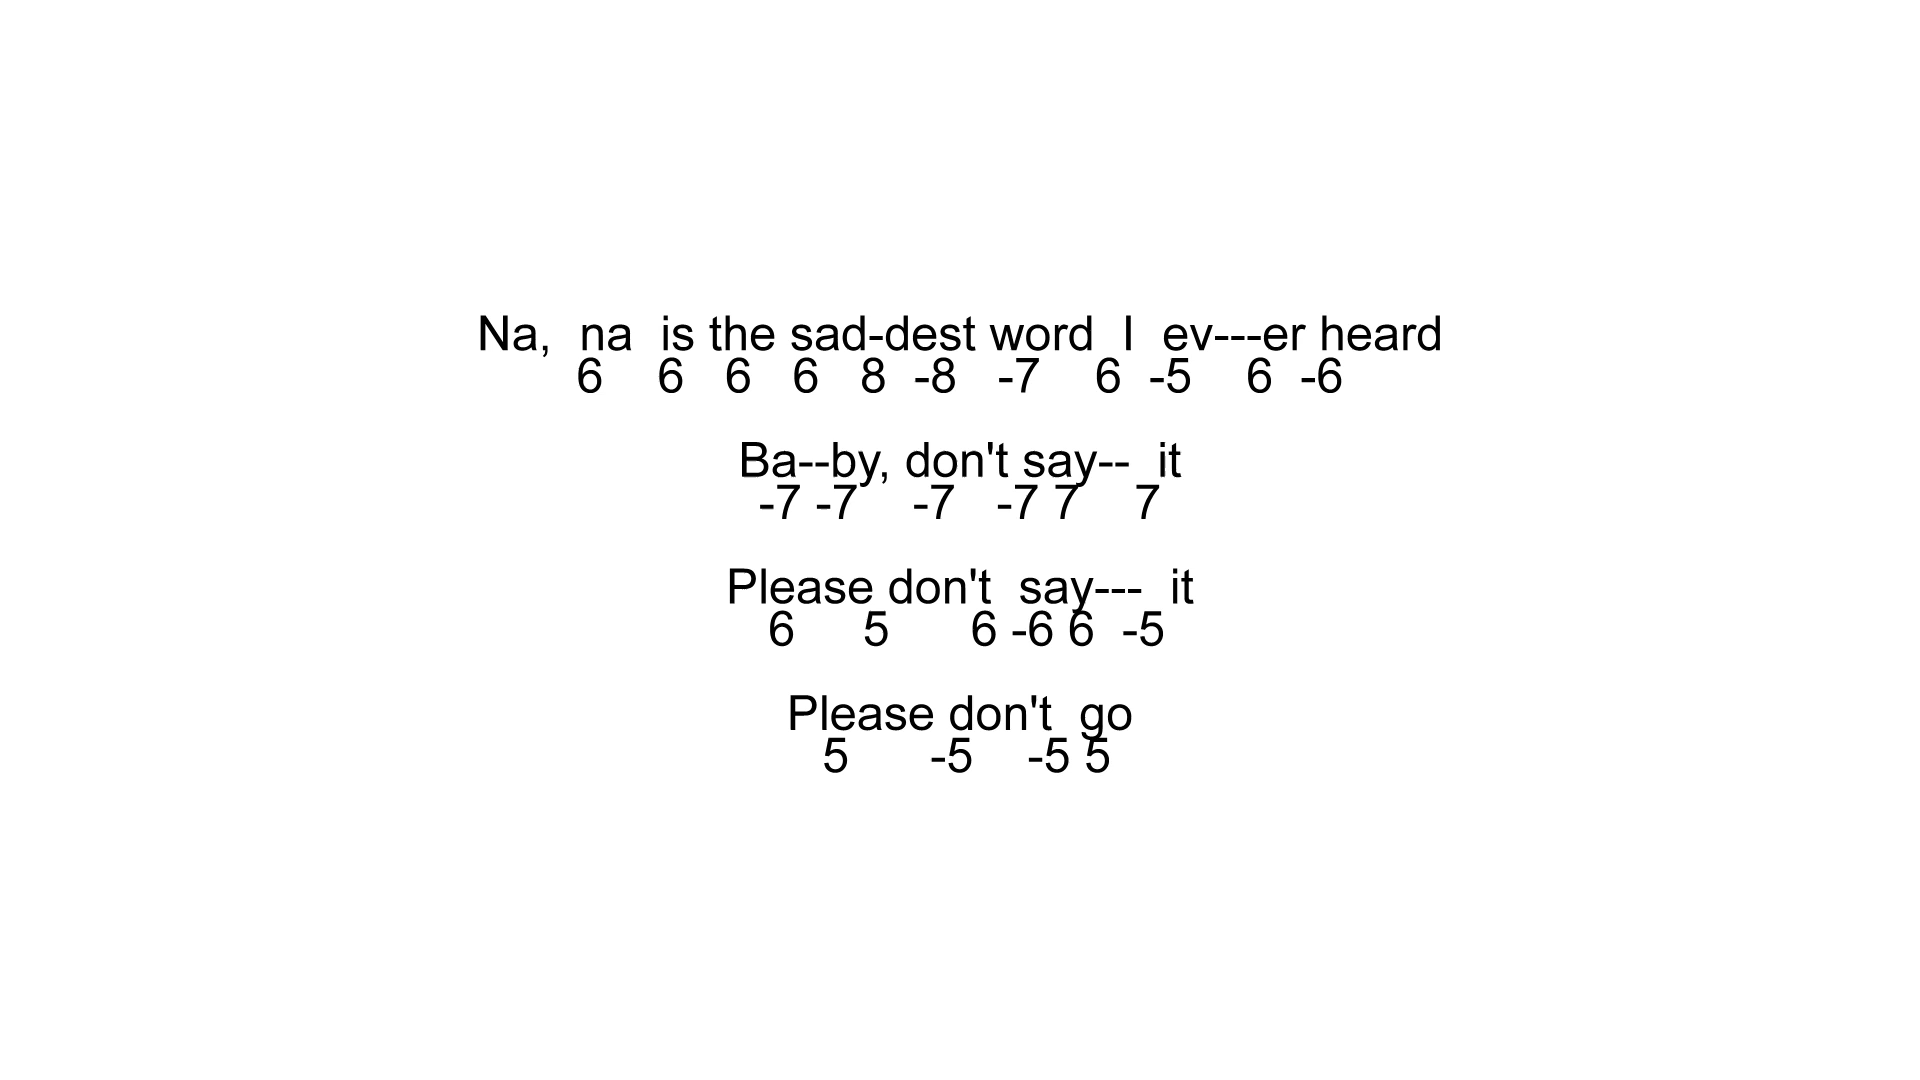 Na,  na  is the sad-dest word  I  ev---er heard
6    6   6   6   8  -8   -7    6  -5    6  -6
Ba--by, don't say--  it
-7 -7    -7   -7 7    7
Please don't  say---  it
6     5      6 -6 6  -5
Please don't  go
5      -5    -5 5